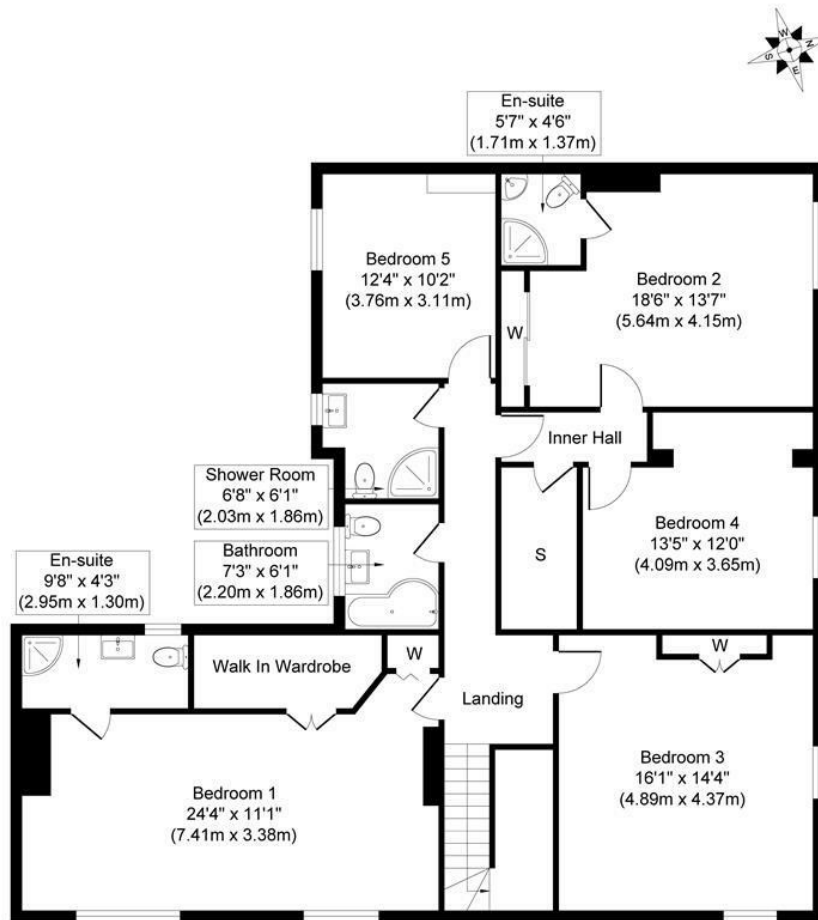 W
N
S
E
En-suite
5'7" x 4'6"
(1.71m x 1.37m)
Bedroom 5
12'4" x 10'2"
(3.76m x 3.11m)
Bedroom 2
18'6" x 13'7"
(5.64m x 4.15m)
W
Inner Hall
Shower Room
6'8" x 6'1"
(2.03m x 1.86m)
Bedroom 4
13'5" x 12'0"
(4.09m x 3.65m)
Bathroom
7'3" x 6'1"
(2.20m x 1.86m)
S
En-suite
9'8" x 4'3"
(2.95m x 1.30m)
Walk In Wardrobe
W
W
Landing
Bedroom 3
16'1" x 14'4"
(4.89m x 4.37m)
Bedroom 1
24'4" x 11'1"
(7.41m x 3.38m)